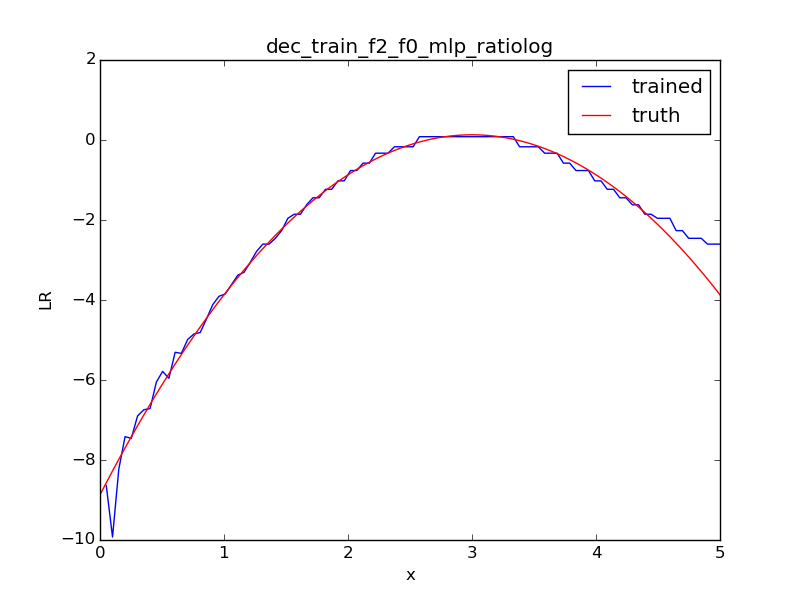 dec_train_f2_f0_mlp_ratiolog
2
0
−2
−4
−6
−8
−10
LR
trained
truth
0 1 2 3 4 5
x